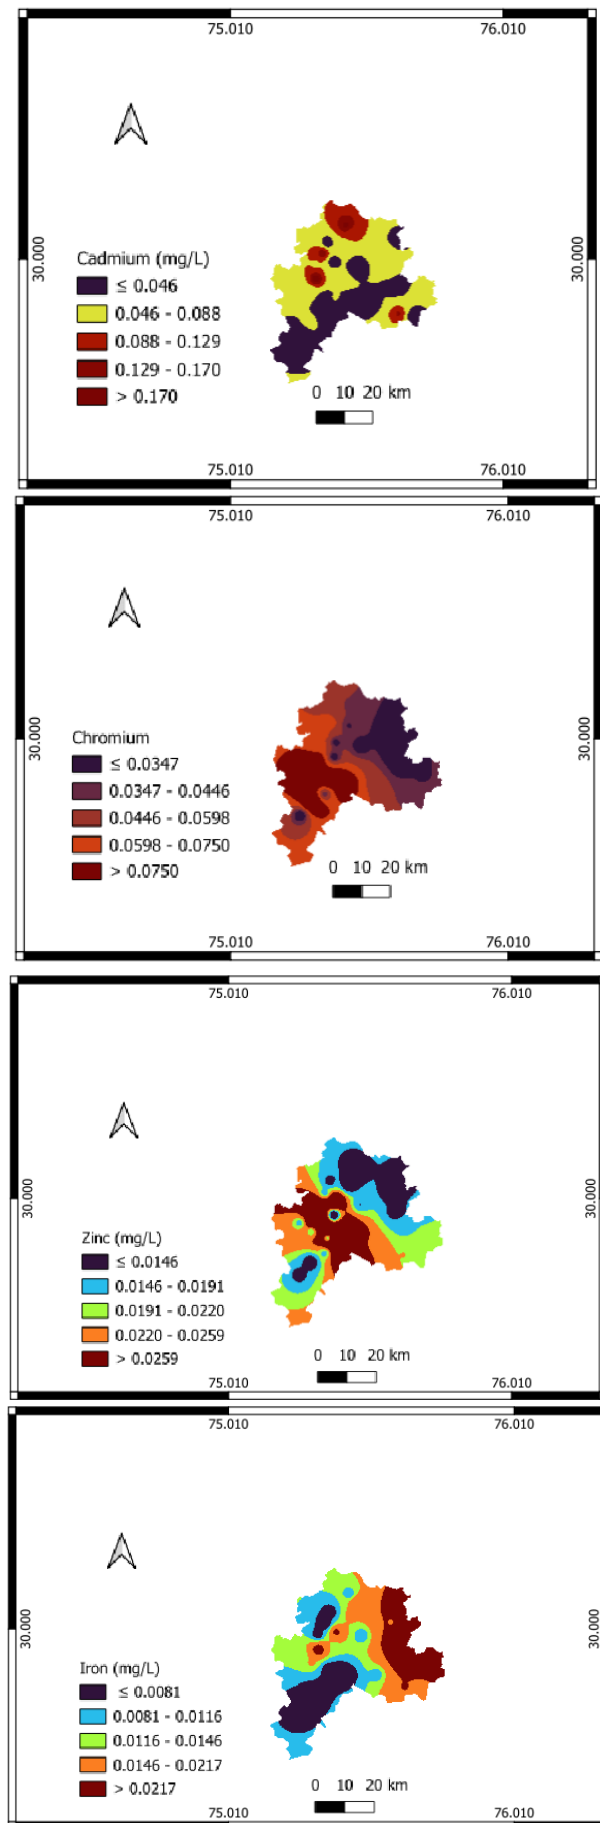 75.010 76.010
30.000 30.000
Cadmium (mg/L)
≤ 0.046
0.046 - 0.088
0.088 - 0.129
0.129 - 0.170
> 0.170
0 10 20 km
75.010 76.010
75.010 76.010
30.000 30.000
Chromium
≤ 0.0347
0.0347 - 0.0446
0.0446 - 0.0598
0.0598 - 0.0750
> 0.0750
0 10 20 km
75.010 76.010
75.010 76.010
30.000 30.000
Zinc (mg/L)
≤ 0.0146
0.0146 - 0.0191
0.0191 - 0.0220
0.0220 - 0.0259
> 0.0259
0 10 20 km
75.010 76.010
75.010 76.010
30.000 30.000
Iron (mg/L)
≤ 0.0081
0.0081 - 0.0116
0.0116 - 0.0146
0.0146 - 0.0217
> 0.0217
0 10 20 km
75.010 76.010